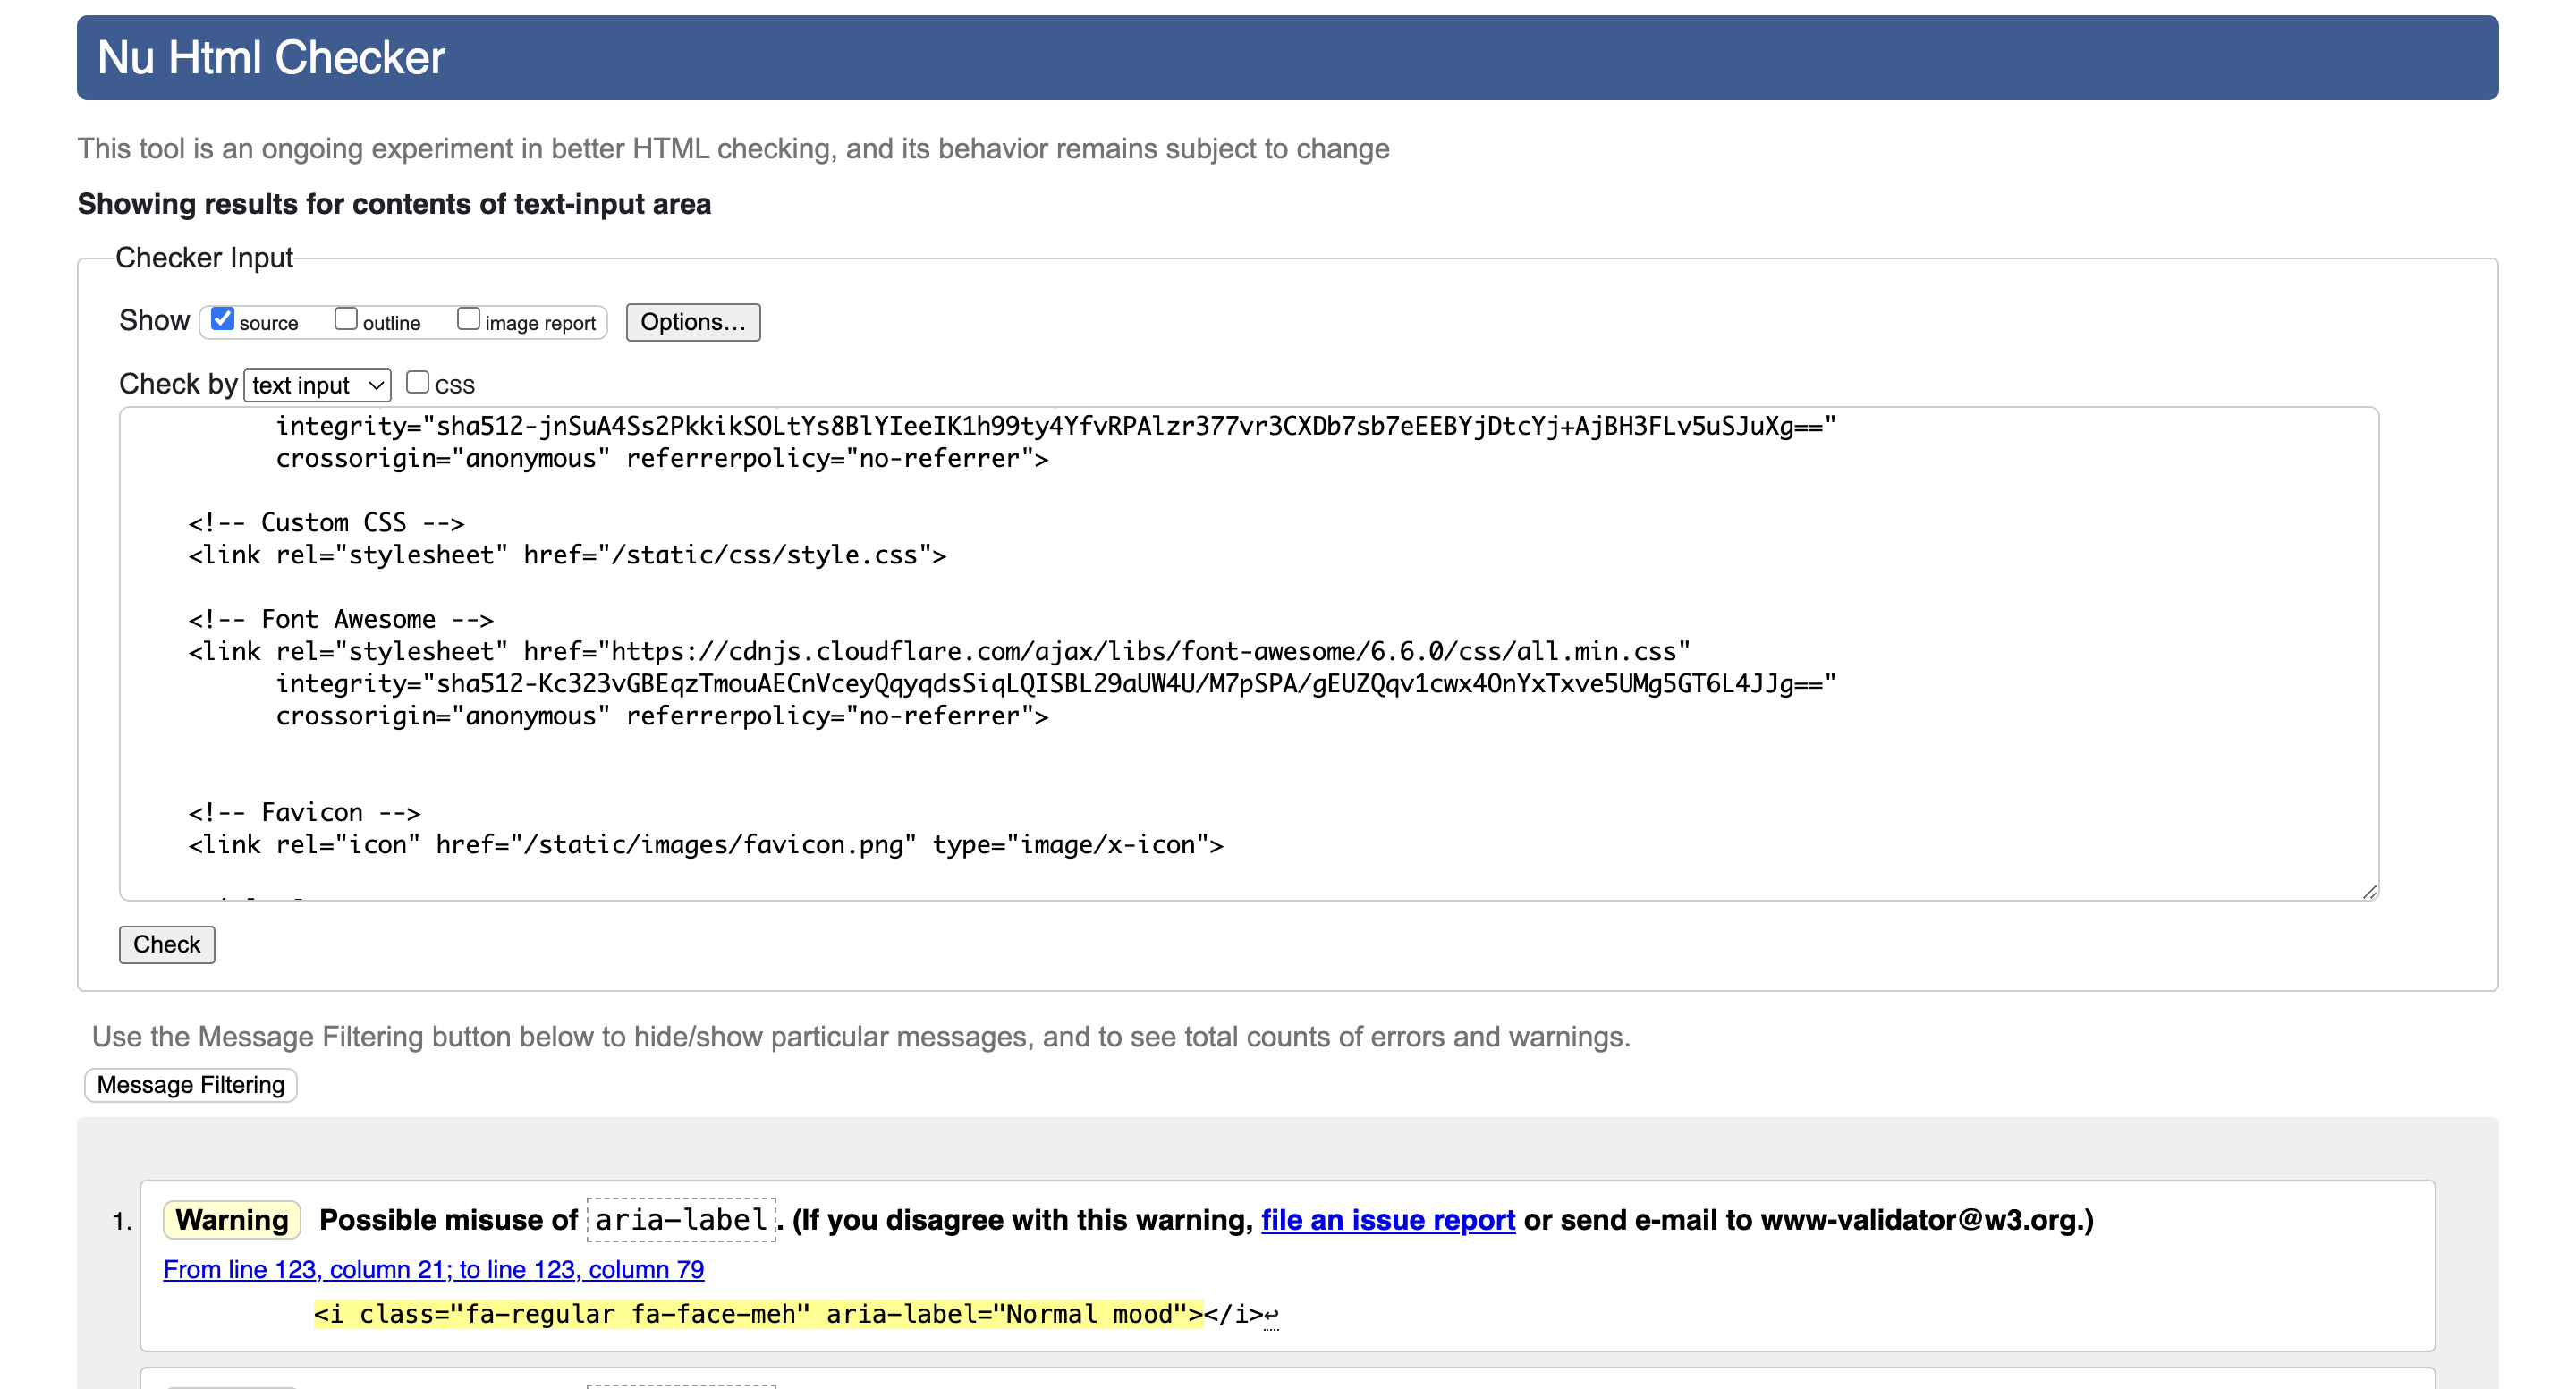 Nu Html Checker
This tool is an ongoing experiment in better HTML checking, and its behavior remains subject to change
Showing results for contents of text-input area
Checker Input
Show source outline image report Options…
Check by text input CSS
integrity="sha512-jnSuA4Ss2PkkikSOLtYs8BlYIeeIK1h99ty4YfvRPAlzr377vr3CXDb7sb7eEEBYjDtcYj+AjBH3FLv5uSJuXg=="
crossorigin="anonymous" referrerpolicy="no-referrer">
<!-- Custom CSS -->
<link rel="stylesheet" href="/static/css/style.css">
<!-- Font Awesome -->
<link rel="stylesheet" href="https://cdnjs.cloudflare.com/ajax/libs/font-awesome/6.6.0/css/all.min.css"
integrity="sha512-Kc323vGBEqzTmouAECnVceyQqyqdsSiqLQISBL29aUW4U/M7pSPA/gEUZQqv1cwx4OnYxTxve5UMg5GT6L4JJg=="
crossorigin="anonymous" referrerpolicy="no-referrer">
<!-- Favicon -->
<link rel="icon" href="/static/images/favicon.png" type="image/x-icon">
Check
Use the Message Filtering button below to hide/show particular messages, and to see total counts of errors and warnings.
Message Filtering
1. Warning Possible misuse of aria-label. (If you disagree with this warning, file an issue report or send e-mail to www-validator@w3.org.)
From line 123, column 21; to line 123, column 79
<i class="fa-regular fa-face-meh" aria-label="Normal mood"></i>↩